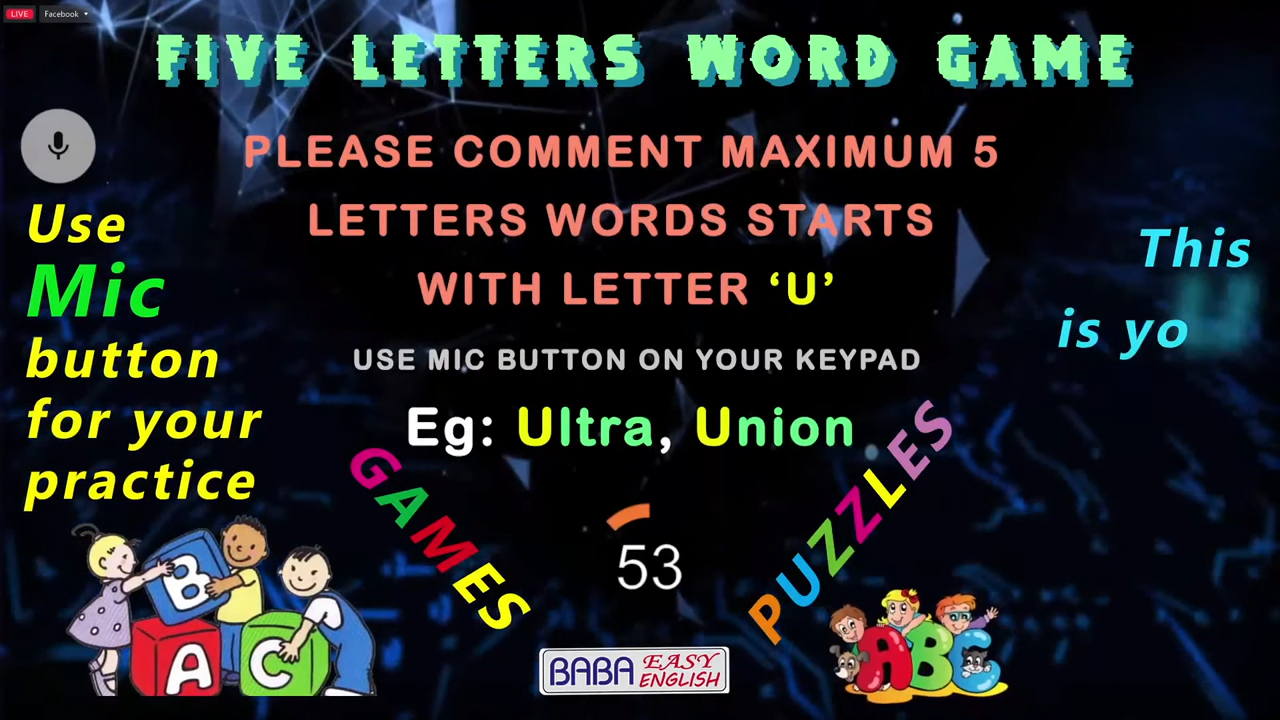 LIVE
Facebook
FIVE LETTERS WORD GAME
PLEASE COMMENT MAXIMUM 5
LETTERS WORDS STARTS
WITH LETTER ‘U’
USE MIC BUTTON ON YOUR KEYPAD
Eg: Ultra, Union
Use
Mic
button
for your
practice
This
is yo
GAMES
PUZZLES
53
B
A C
BABA EASY
ENGLISH
ABC